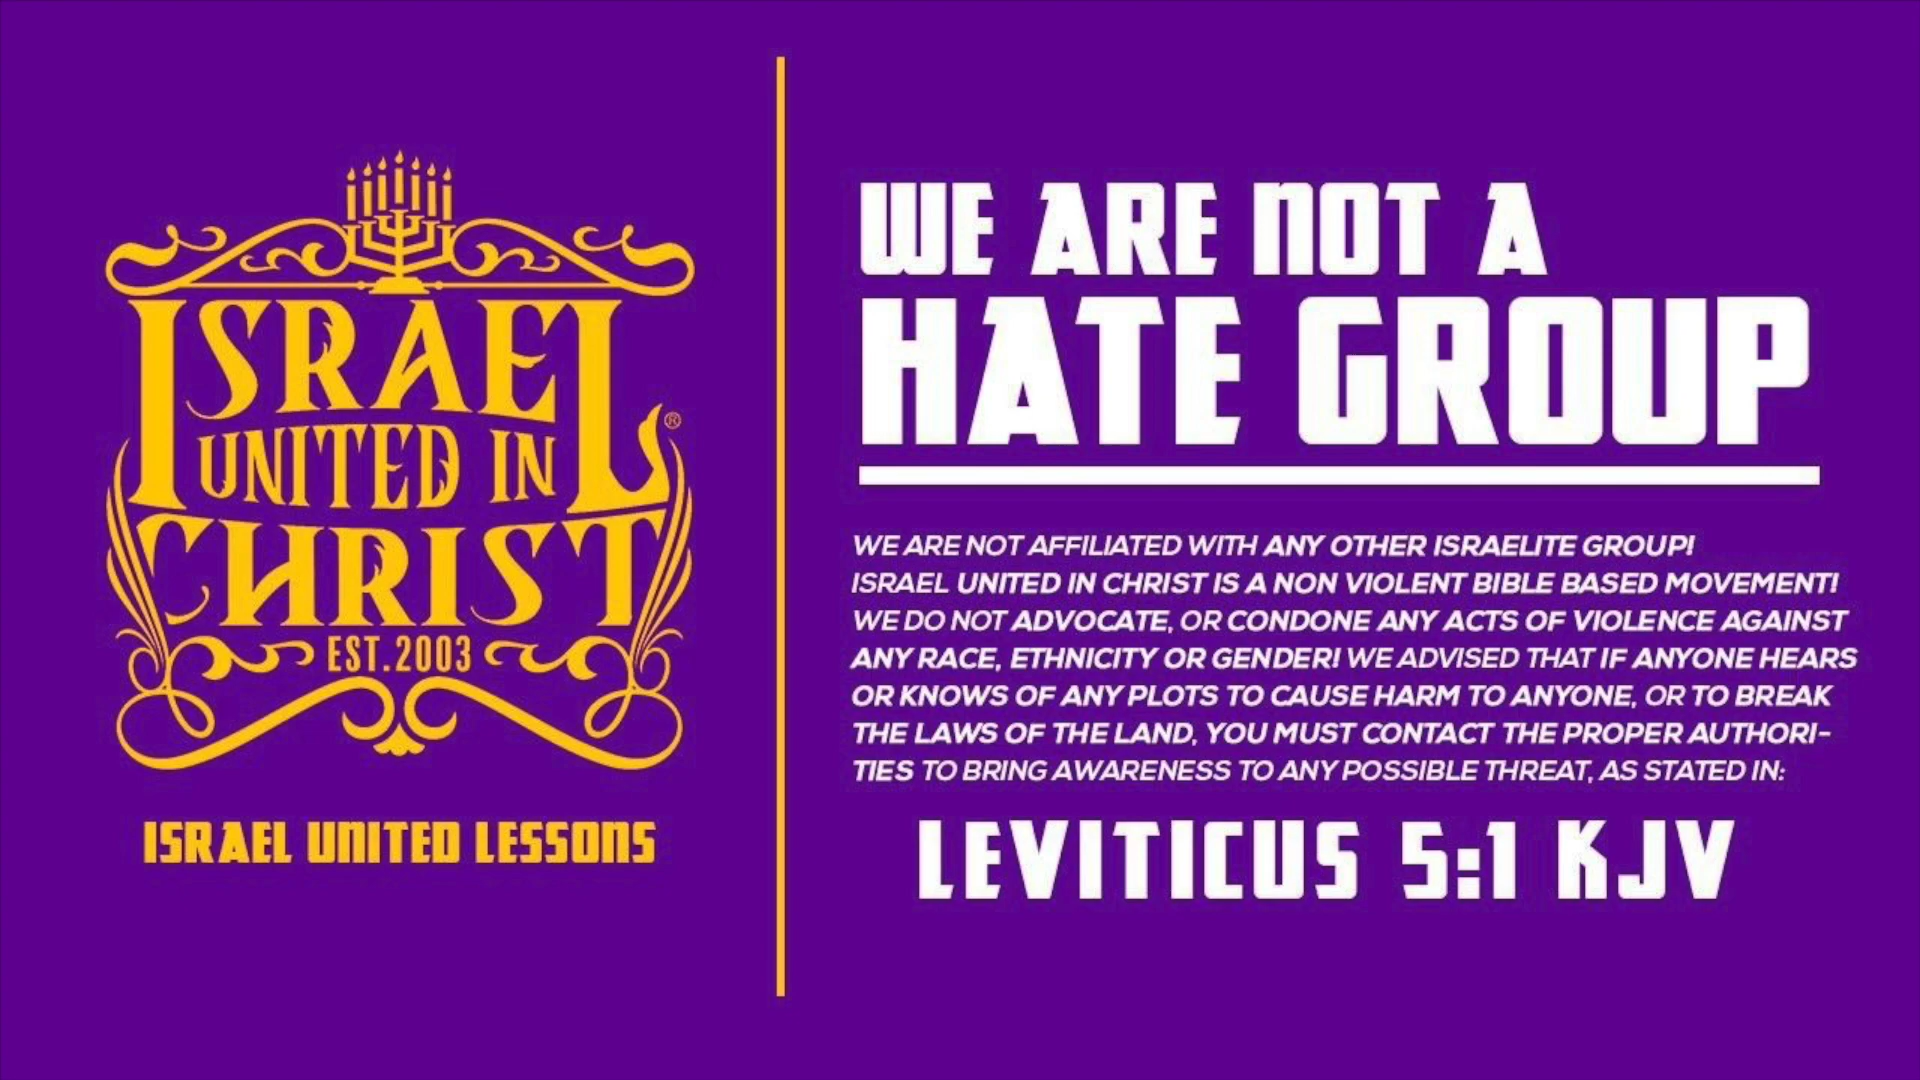 ISRAEL
UNITED IN
CHRIST
®
EST.2003
ISRAEL UNITED LESSONS
WE ARE NOT A
HATE GROUP
WE ARE NOT AFFILIATED WITH ANY OTHER ISRAELITE GROUP!
ISRAEL UNITED IN CHRIST IS A NON VIOLENT BIBLE BASED MOVEMENT!
WE DO NOT ADVOCATE, OR CONDONE ANY ACTS OF VIOLENCE AGAINST
ANY RACE, ETHNICITY OR GENDER! WE ADVISED THAT IF ANYONE HEARS
OR KNOWS OF ANY PLOTS TO CAUSE HARM TO ANYONE, OR TO BREAK
THE LAWS OF THE LAND, YOU MUST CONTACT THE PROPER AUTHORI-
TIES TO BRING AWARENESS TO ANY POSSIBLE THREAT, AS STATED IN:
LEVITICUS 5:1 KJV